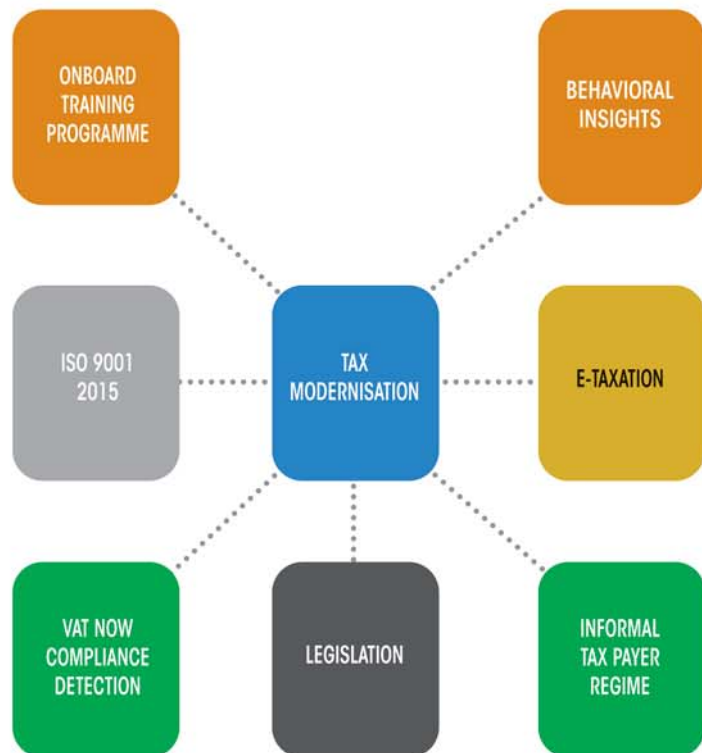 ONBOARD
TRAINING
PROGRAMME
BEHAVIORAL
INSIGHTS
ISO 9001
2015
TAX
MODERNISATION
E-TAXATION
VAT NOW
COMPLIANCE
DETECTION
LEGISLATION
INFORMAL
TAX PAYER
REGIME